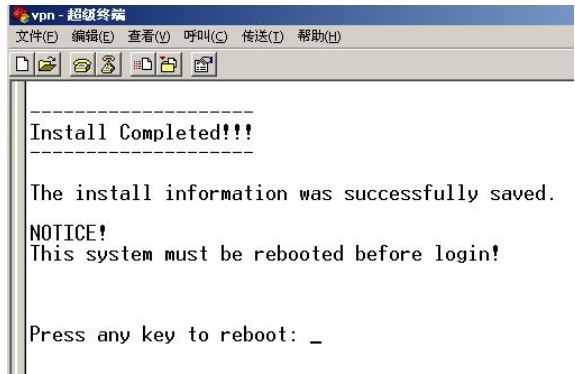 vpn - 超级终端
文件(F) 编辑(E) 查看(V) 呼叫(C) 传送(T) 帮助(H)
--------------------
Install Completed!!!
--------------------
The install information was successfully saved.
NOTICE!
This system must be rebooted before login!
Press any key to reboot: _